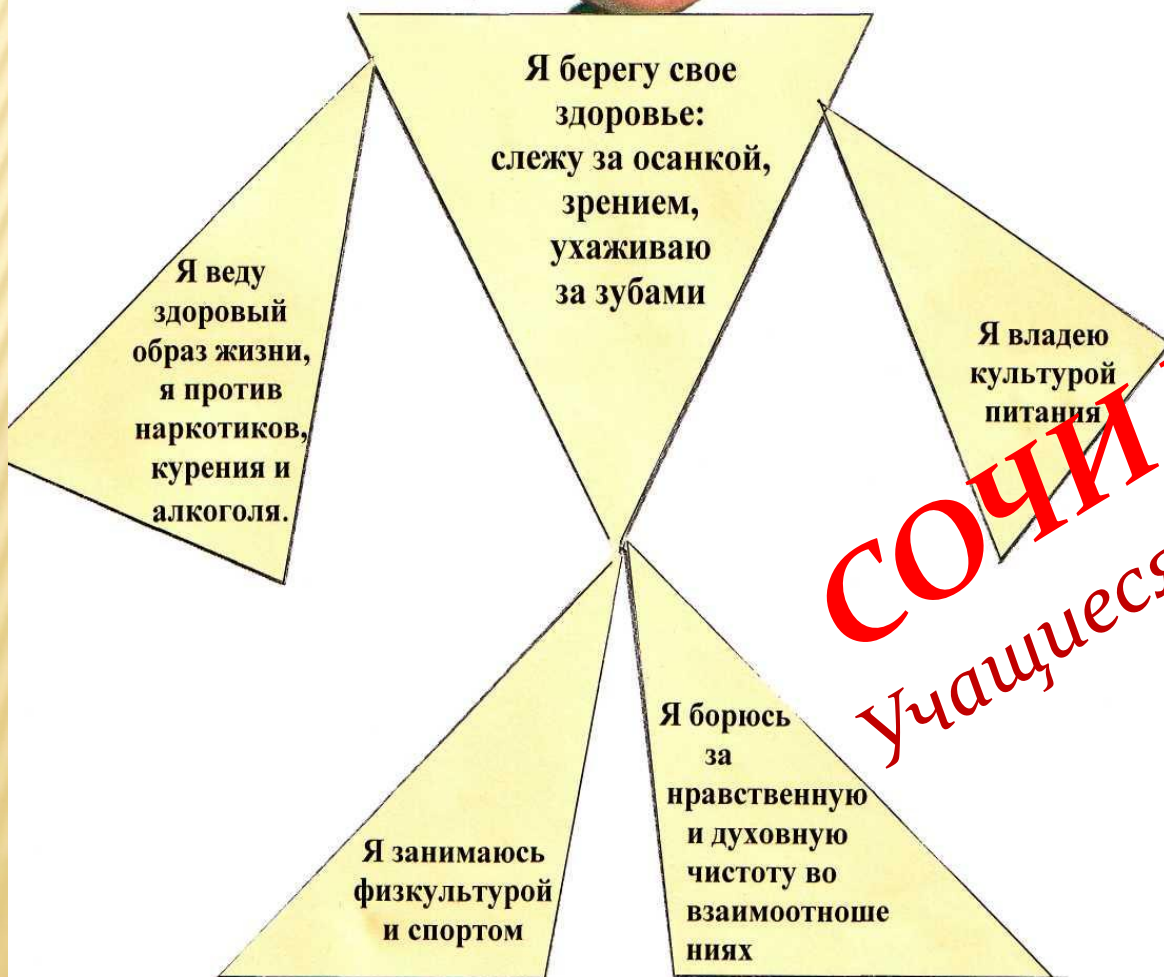 Я берегу свое
здоровье:
слежу за осанкой,
зрением,
ухаживаю
за зубами
Я веду
здоровый
образ жизни,
я против
наркотиков,
курения и
алкоголя.
Я владею
культурой
питания
СОЧИ
Учащиеся
Я занимаюсь
физкультурой
и спортом
Я борюсь
за
нравственную
и духовную
чистоту во
взаимоотноше
ниях